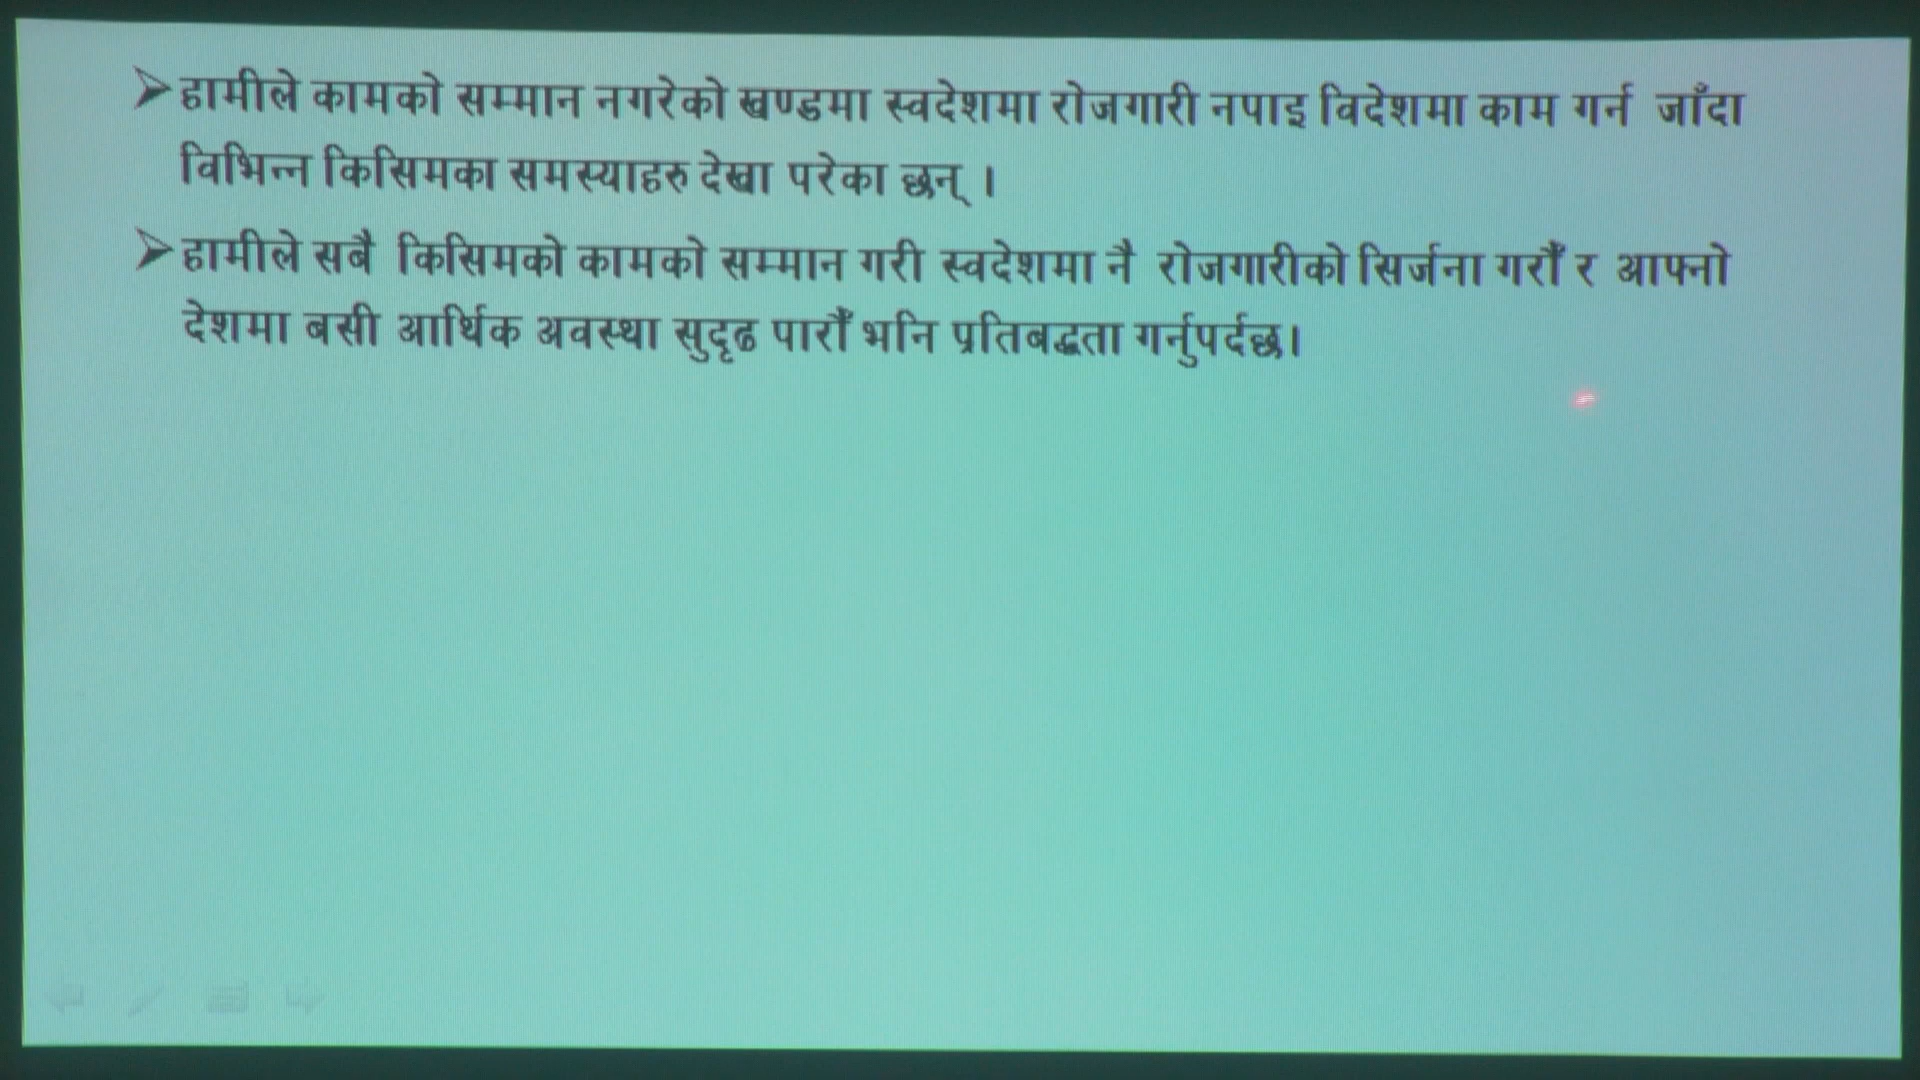 ➢हामीले कामको सम्मान नगरेको खण्डमा स्वदेशमा रोजगारी नपाइ विदेशमा काम गर्न जाँदा
विभिन्न किसिमका समस्याहरु देखा परेका छन् ।
➢हामीले सबै किसिमको कामको सम्मान गरी स्वदेशमा नै रोजगारीको सिर्जना गरौँ र आफ्नो
देशमा बसी आर्थिक अवस्था सुदृढ पारौँ भनि प्रतिबद्धता गर्नुपर्दछ।